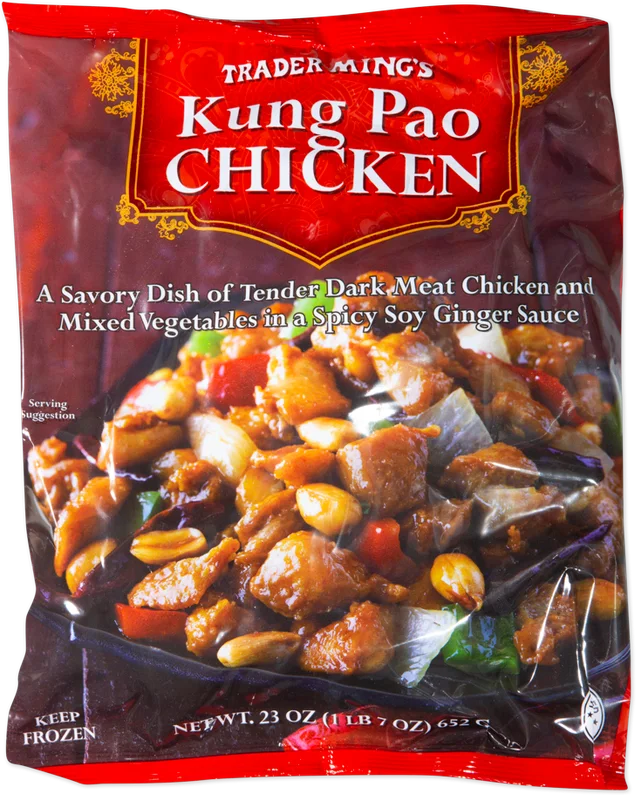 TRADER MING'S
Kung Pao
CHICKEN
A Savory Dish of Tender Dark Meat Chicken and
Mixed Vegetables in a Spicy Soy Ginger Sauce
Serving
Suggestion
KEEP
FROZEN
NET WT. 23 OZ (1 LB 7 OZ) 652 G